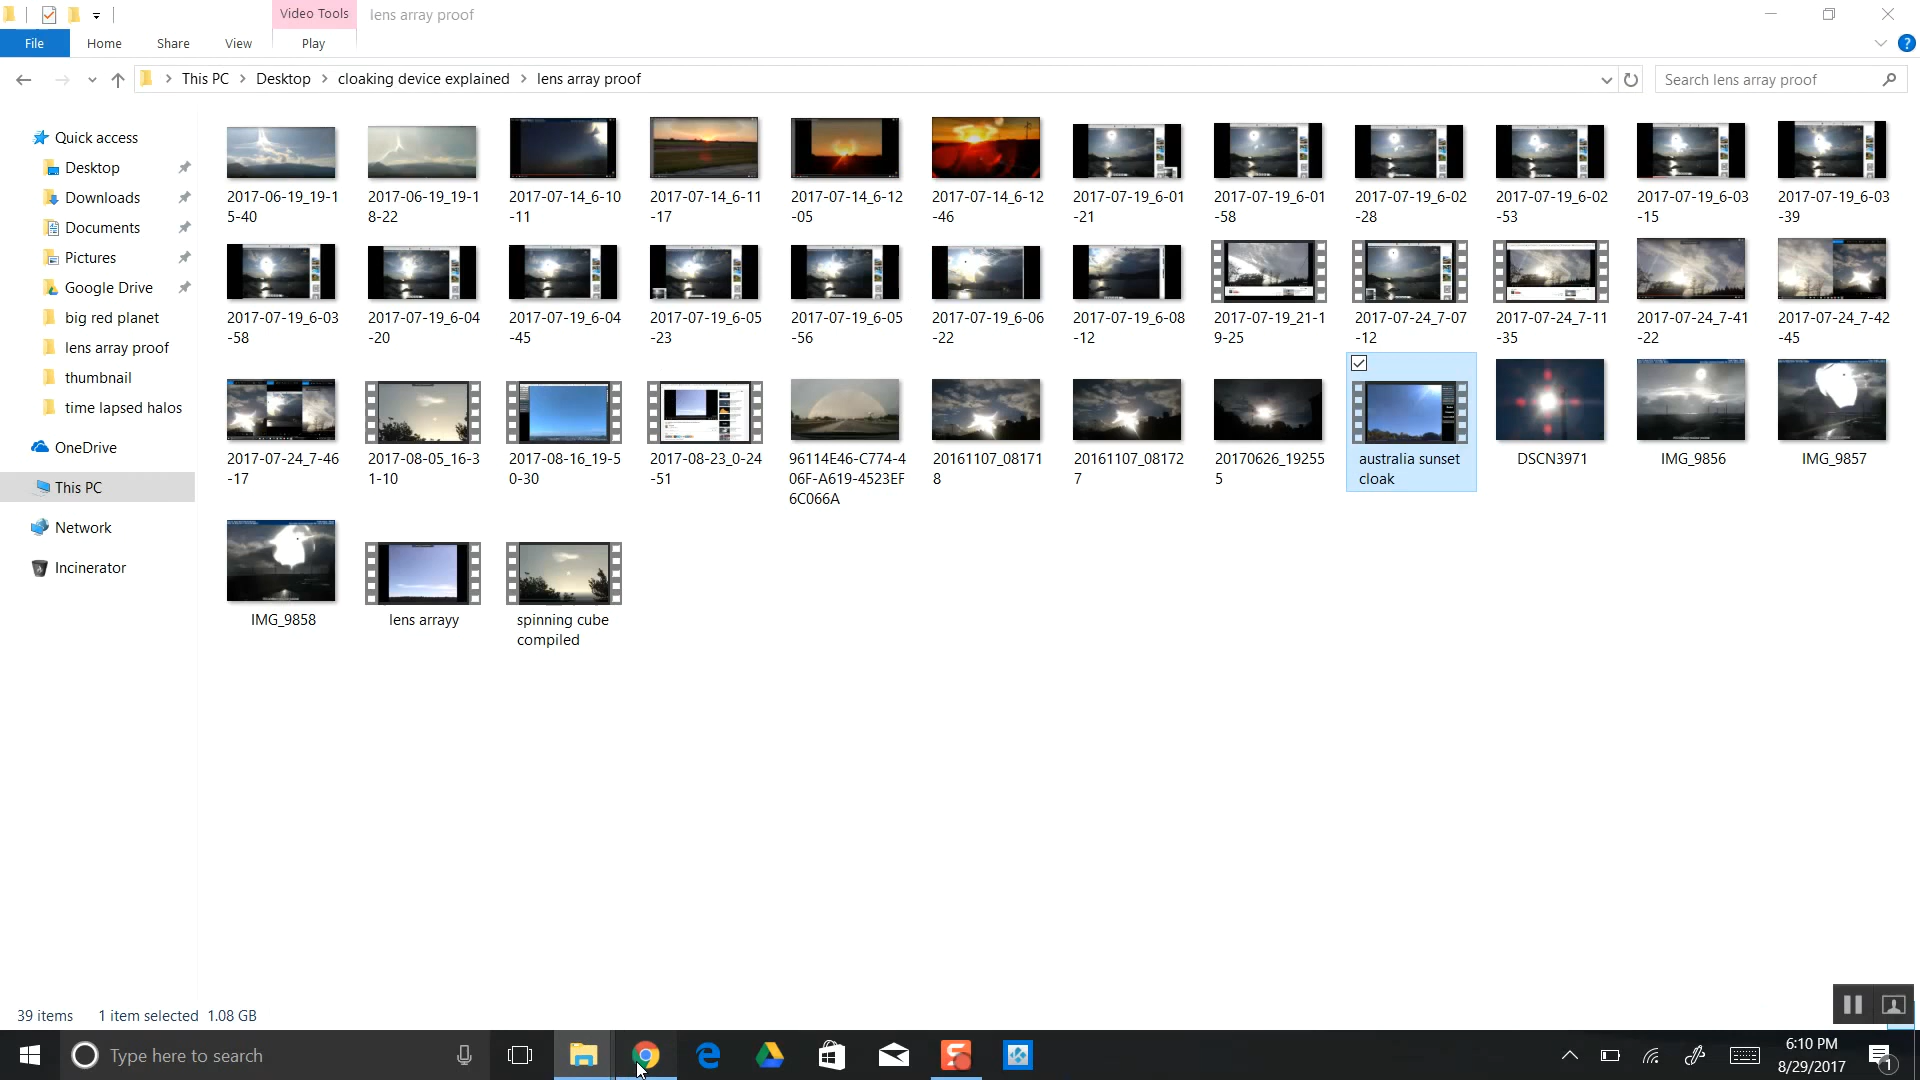 Video Tools
lens array proof
File
Home
Share
View
Play
This PC
Desktop
cloaking device explained
lens array proof
Search lens array proof
Quick access
Desktop
Downloads
Documents
Pictures
Google Drive
big red planet
lens array proof
thumbnail
time lapsed halos
OneDrive
This PC
Network
Incinerator
2017-06-19_19-1
5-40
2017-06-19_19-1
8-22
2017-07-14_6-10
-11
2017-07-14_6-11
-17
2017-07-14_6-12
-05
2017-07-14_6-12
-46
2017-07-19_6-01
-21
2017-07-19_6-01
-58
2017-07-19_6-02
-28
2017-07-19_6-02
-53
2017-07-19_6-03
-15
2017-07-19_6-03
-39
2017-07-19_6-03
-58
2017-07-19_6-04
-20
2017-07-19_6-04
-45
2017-07-19_6-05
-23
2017-07-19_6-05
-56
2017-07-19_6-06
-22
2017-07-19_6-08
-12
2017-07-19_21-1
9-25
2017-07-24_7-07
-12
2017-07-24_7-11
-35
2017-07-24_7-41
-22
2017-07-24_7-42
-45
2017-07-24_7-46
-17
2017-08-05_16-3
1-10
2017-08-16_19-5
0-30
2017-08-23_0-24
-51
96114E46-C774-4
06F-A619-4523EF
6C066A
20161107_08171
8
20161107_08172
7
20170626_19255
5
australia sunset
cloak
DSCN3971
IMG_9856
IMG_9857
IMG_9858
lens arrayy
spinning cube
compiled
39 items
1 item selected 1.08 GB
Type here to search
6:10 PM
8/29/2017
1